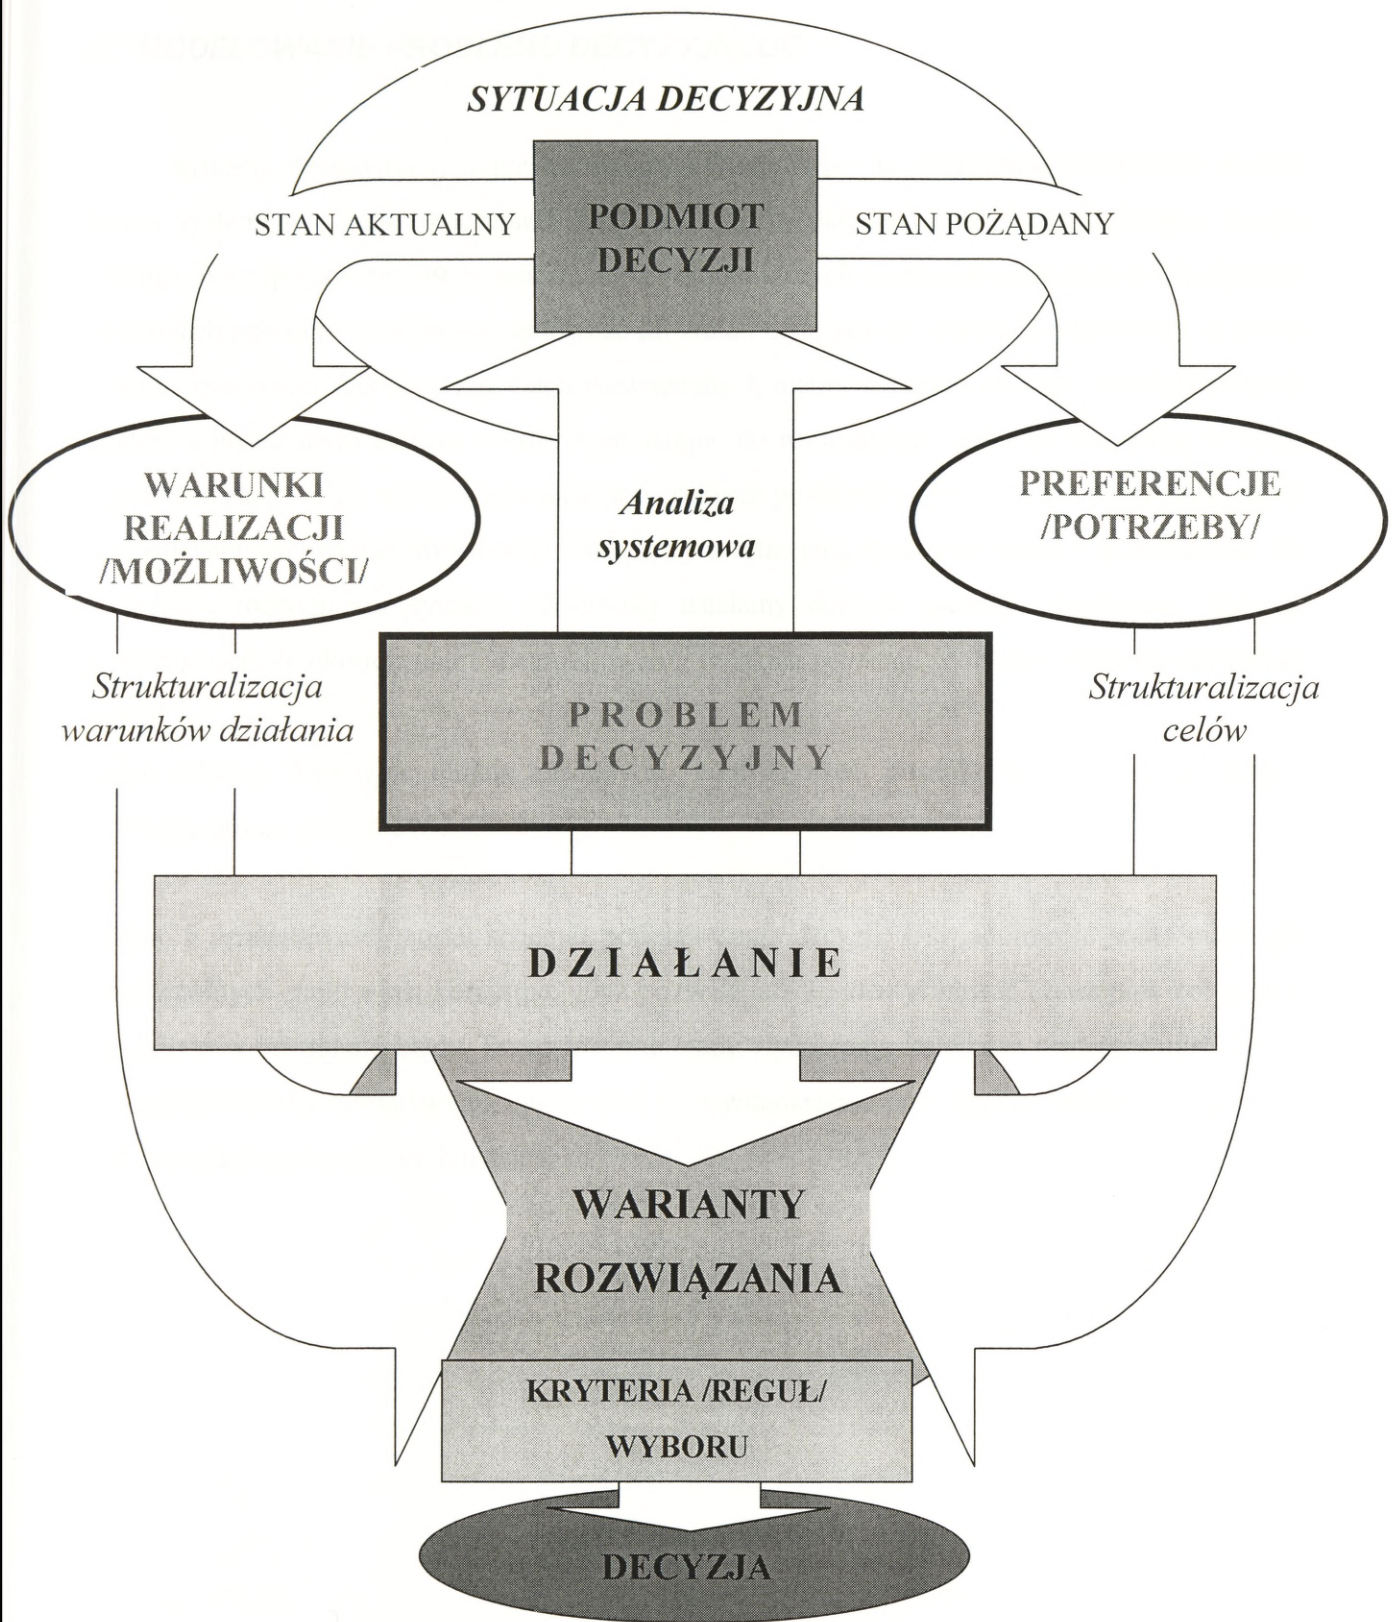 SYTUACJA DECYZYJNA
STAN AKTUALNY
PODMIOT
DECYZJI
STAN POŻĄDANY
WARUNKI
REALIZACJI
/MOŻLIWOŚCI/
Analiza
systemowa
PREFERENCJE
/POTRZEBY/
Strukturalizacja
warunków działania
PROBLEM
DECYZYJNY
Strukturalizacja
celów
DZIAŁANIE
WARIANTY
ROZWIĄZANIA
KRYTERIA /REGUŁ/
WYBORU
DECYZJA